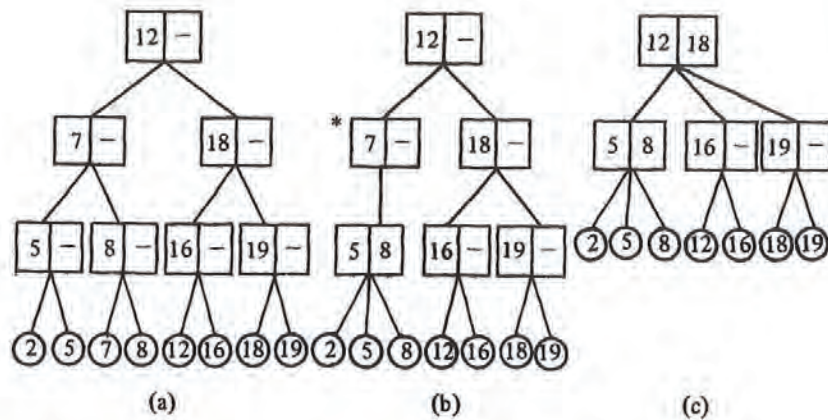 12 – 12 – 12 18
7 – 18 – * 7 – 18 – 5 8 16 – 19 –
5 – 8 – 16 – 19 – 5 8 16 – 19 – 2 5 8 12 16 18 19
2 5 7 8 12 16 18 19 2 5 8 12 16 18 19
(a) (b) (c)